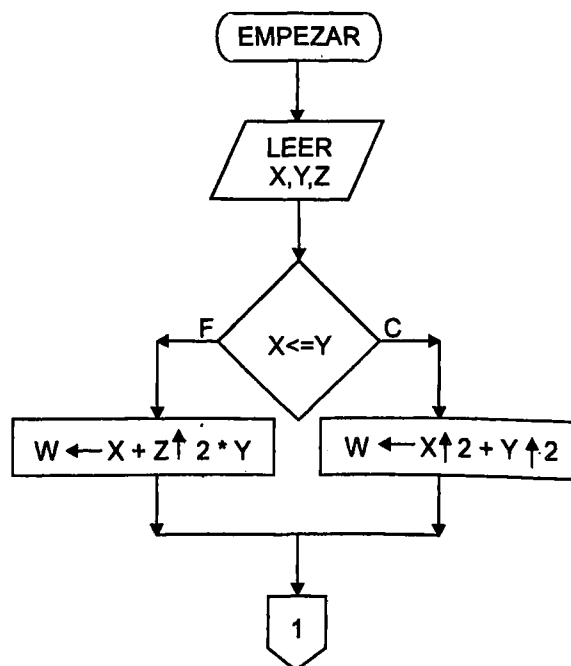 EMPEZAR
LEER
X,Y,Z
F
X<=Y
C
W ← X + Z ↑ 2 * Y
W ← X ↑ 2 + Y ↑ 2
1